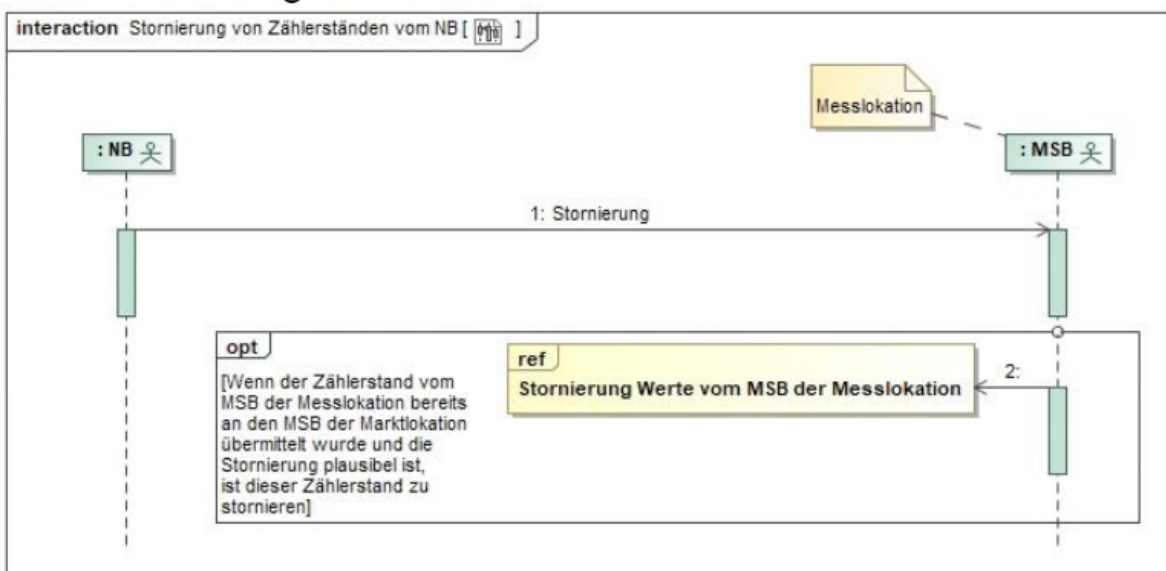 interaction Stornierung von Zählerständen vom NB [ ]
Messlokation
: NB
: MSB
1: Stornierung
opt
[Wenn der Zählerstand vom
MSB der Messlokation bereits
an den MSB der Marktlokation
übermittelt wurde und die
Stornierung plausibel ist,
ist dieser Zählerstand zu
stornieren]
ref
Stornierung Werte vom MSB der Messlokation
2: